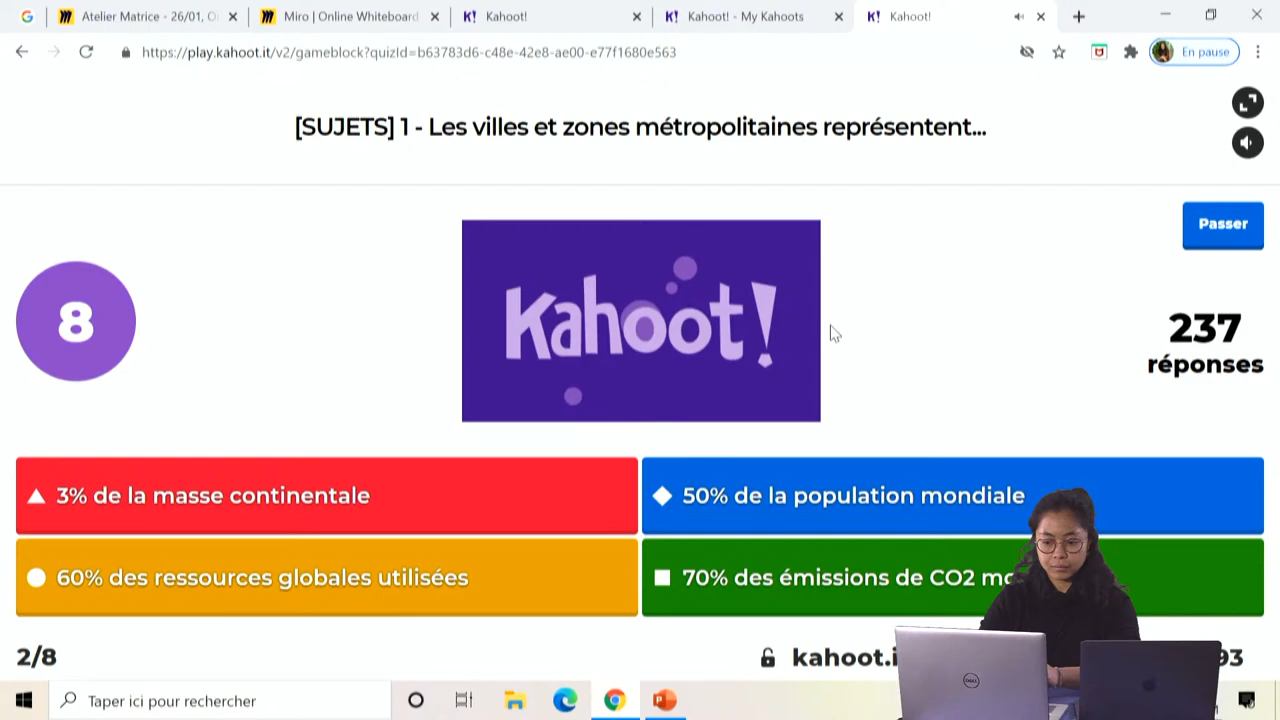 Atelier Matrice - 26/01, O
Miro | Online Whiteboard
Kahoot!
Kahoot! - My Kahoots
Kahoot!
https://play.kahoot.it/v2/gameblock?quizId=b63783d6-c48e-42e8-ae00-e77f1680e563
En pause
[SUJETS] 1 - Les villes et zones métropolitaines représentent...
Passer
8
Kahoot!
237
réponses
3% de la masse continentale
50% de la population mondiale
60% des ressources globales utilisées
70% des émissions de CO2
2/8
kahoot.i
93
Taper ici pour rechercher
DELL